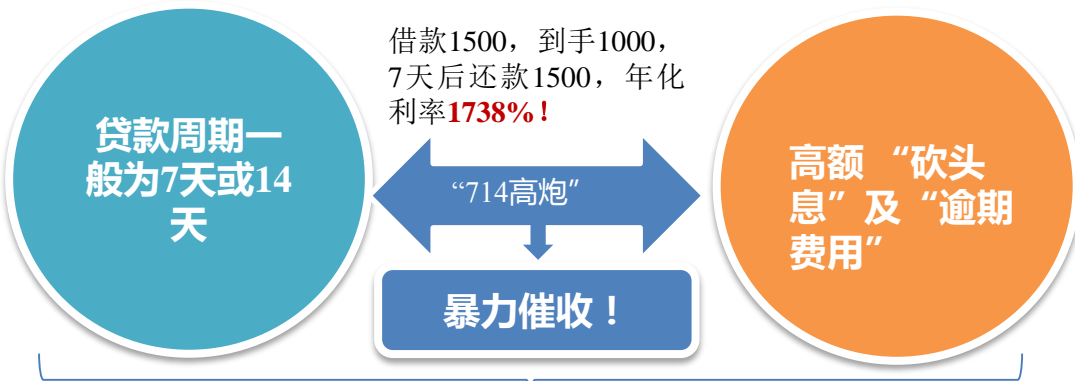 借款1500，到手1000，
7天后还款1500，年化
利率1738%！
贷款周期一
般为7天或14
天
“714高炮”
高额 “砍头
息”及“逾期
费用”
暴力催收！